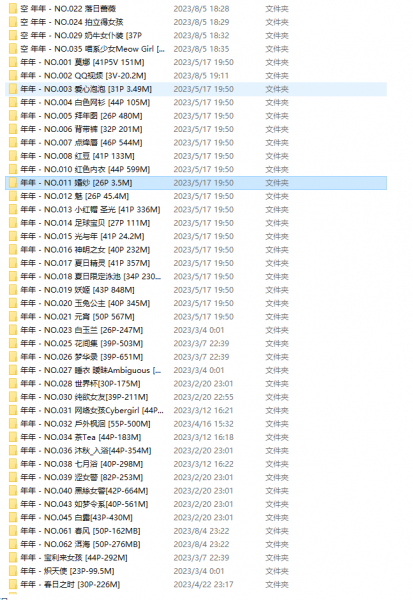 空 年年 - NO.022 落日蔷薇 2023/8/5 18:28 文件夹
空 年年 - NO.024 拍立得女孩 2023/8/5 18:29 文件夹
空 年年 - NO.029 奶牛女仆装 [37P 2023/8/5 18:32 文件夹
空 年年 - NO.035 喵系少女Meow Girl [... 2023/8/5 18:35 文件夹
年年 - NO.001 莫娜 [41P5V 151M] 2023/5/17 19:50 文件夹
年年 - NO.002 QQ视频 [3V-20.2M] 2023/8/5 19:11 文件夹
年年 - NO.003 爱心泡泡 [31P 3.49M] 2023/5/17 19:50 文件夹
年年 - NO.004 白色网衫 [44P 105M] 2023/5/17 19:50 文件夹
年年 - NO.005 拜年图 [26P 480M] 2023/5/17 19:50 文件夹
年年 - NO.006 背带裤 [32P 201M] 2023/5/17 19:50 文件夹
年年 - NO.007 点绛唇 [46P 544M] 2023/5/17 19:50 文件夹
年年 - NO.008 红豆 [41P 133M] 2023/5/17 19:50 文件夹
年年 - NO.010 红色内衣 [44P 599M] 2023/5/17 19:50 文件夹
年年 - NO.011 婚纱 [26P 3.5M] 2023/5/17 19:50 文件夹
年年 - NO.012 魅 [26P 45.4M] 2023/5/17 19:50 文件夹
年年 - NO.013 小红帽 圣光 [41P 336M] 2023/5/17 19:50 文件夹
年年 - NO.014 足球宝贝 [27P 111M] 2023/5/17 19:50 文件夹
年年 - NO.015 光与年 [41P 24.2M] 2023/5/17 19:50 文件夹
年年 - NO.016 神明之女 [40P 232M] 2023/5/17 19:50 文件夹
年年 - NO.017 夏日精灵 [41P 357M] 2023/5/17 19:50 文件夹
年年 - NO.018 夏日限定泳池 [34P 230... 2023/5/17 19:50 文件夹
年年 - NO.019 妖姬 [43P 848M] 2023/5/17 19:50 文件夹
年年 - NO.020 玉兔公主 [40P 345M] 2023/5/17 19:50 文件夹
年年 - NO.021 元宵 [50P 567M] 2023/5/17 19:50 文件夹
年年 - NO.023 白玉兰 [26P-247M] 2023/3/4 0:01 文件夹
年年 - NO.025 花间集 [39P-503M] 2023/3/7 22:39 文件夹
年年 - NO.026 梦华录 [39P-651M] 2023/3/7 22:39 文件夹
年年 - NO.027 睡衣 暧昧Ambiguous [... 2023/3/4 0:01 文件夹
年年 - NO.028 世界杯[30P-175M] 2023/2/20 23:01 文件夹
年年 - NO.030 纯欲女友[39P-211M] 2023/2/20 22:55 文件夹
年年 - NO.031 网络女孩Cybergirl [44P... 2023/3/12 16:21 文件夹
年年 - NO.032 戶外枫洄 [55P-500M] 2023/4/16 15:32 文件夹
年年 - NO.034 茶Tea [44P-183M] 2023/3/12 16:18 文件夹
年年 - NO.036 沐秋_入浴[44P-354M] 2023/2/20 23:01 文件夹
年年 - NO.038 七月浴 [40P-298M] 2023/3/12 16:22 文件夹
年年 - NO.039 涩女醫 [82P-253M] 2023/2/20 23:01 文件夹
年年 - NO.040 黑絲女警[42P-664M] 2023/2/20 23:01 文件夹
年年 - NO.043 如梦令系[40P-561M] 2023/2/20 23:01 文件夹
年年 - NO.045 白露[43P-430M] 2023/2/20 23:01 文件夹
年年 - NO.061 春风 [50P-162MB] 2023/8/4 23:22 文件夹
年年 - NO.062 洱海 [50P-276MB] 2023/8/4 23:22 文件夹
年年 - 宝利来女孩 [44P-292M] 2023/3/7 22:39 文件夹
年年 - 炽天使 [23P-99.5M] 2023/3/4 0:01 文件夹
年年 - 春日之时 [30P-226M] 2023/4/22 23:17 文件夹